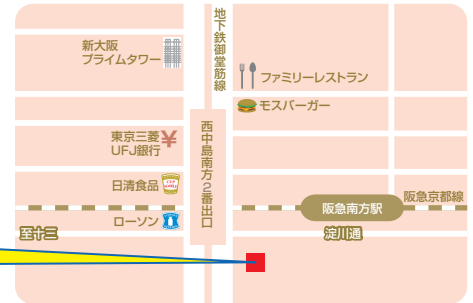 地下鉄御堂筋線
新大阪
プライムタワー
ファミリーレストラン
モスバーガー
西中島南方2番出口
東京三菱
UFJ銀行
日清食品
阪急京都線
阪急南方駅
ローソン
至十三
淀川通